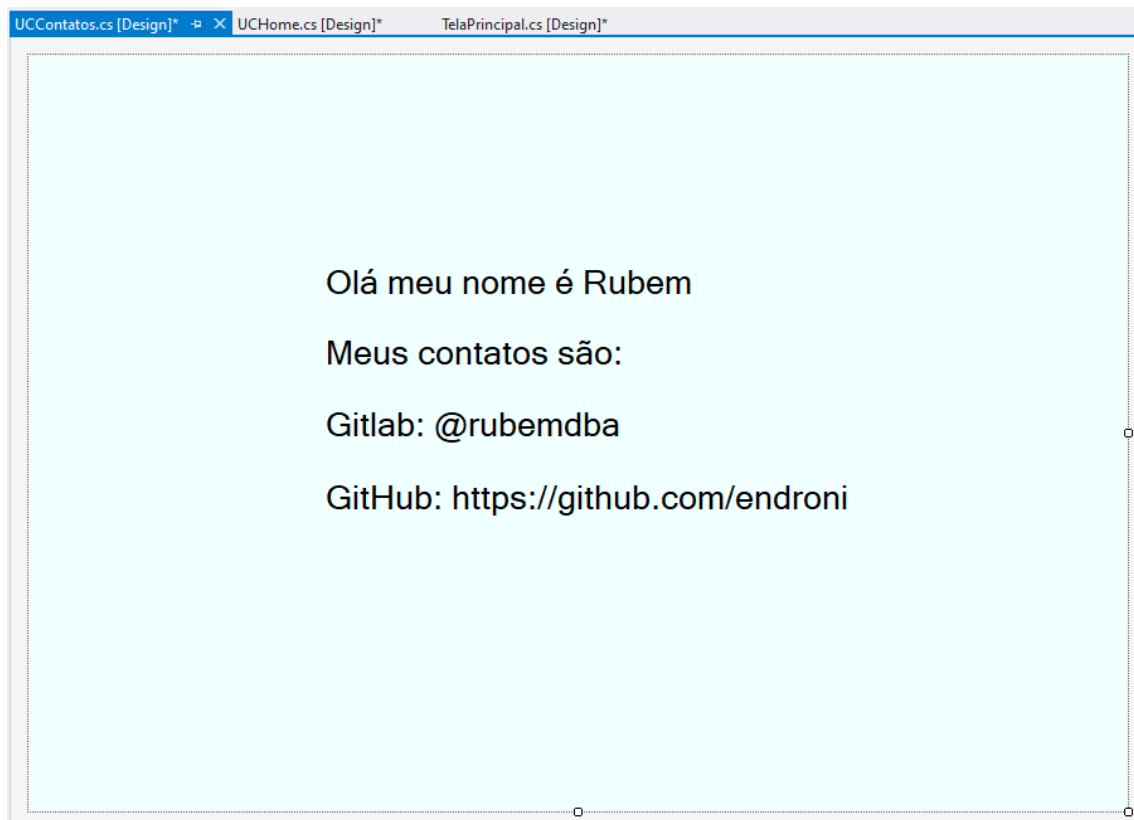 UCContatos.cs [Design]* UCHome.cs [Design]* TelaPrincipal.cs [Design]*
Olá meu nome é Rubem
Meus contatos são:
Gitlab: @rubemdba
GitHub: https://github.com/endroni